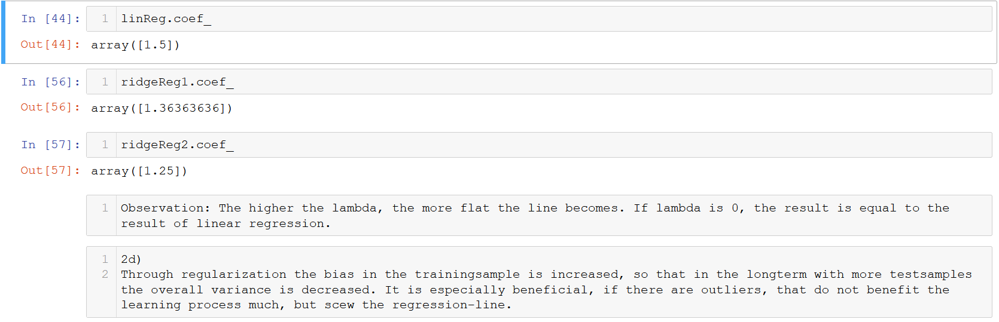 In [44]: 1 linReg.coef_
Out[44]: array([1.5])
In [56]: 1 ridgeReg1.coef_
Out[56]: array([1.36363636])
In [57]: 1 ridgeReg2.coef_
Out[57]: array([1.25])
1 Observation: The higher the lambda, the more flat the line becomes. If lambda is 0, the result is equal to the
result of linear regression.
1 2d)
2 Through regularization the bias in the trainingsample is increased, so that in the longterm with more testsamples
the overall variance is decreased. It is especially beneficial, if there are outliers, that do not benefit the
learning process much, but scew the regression-line.